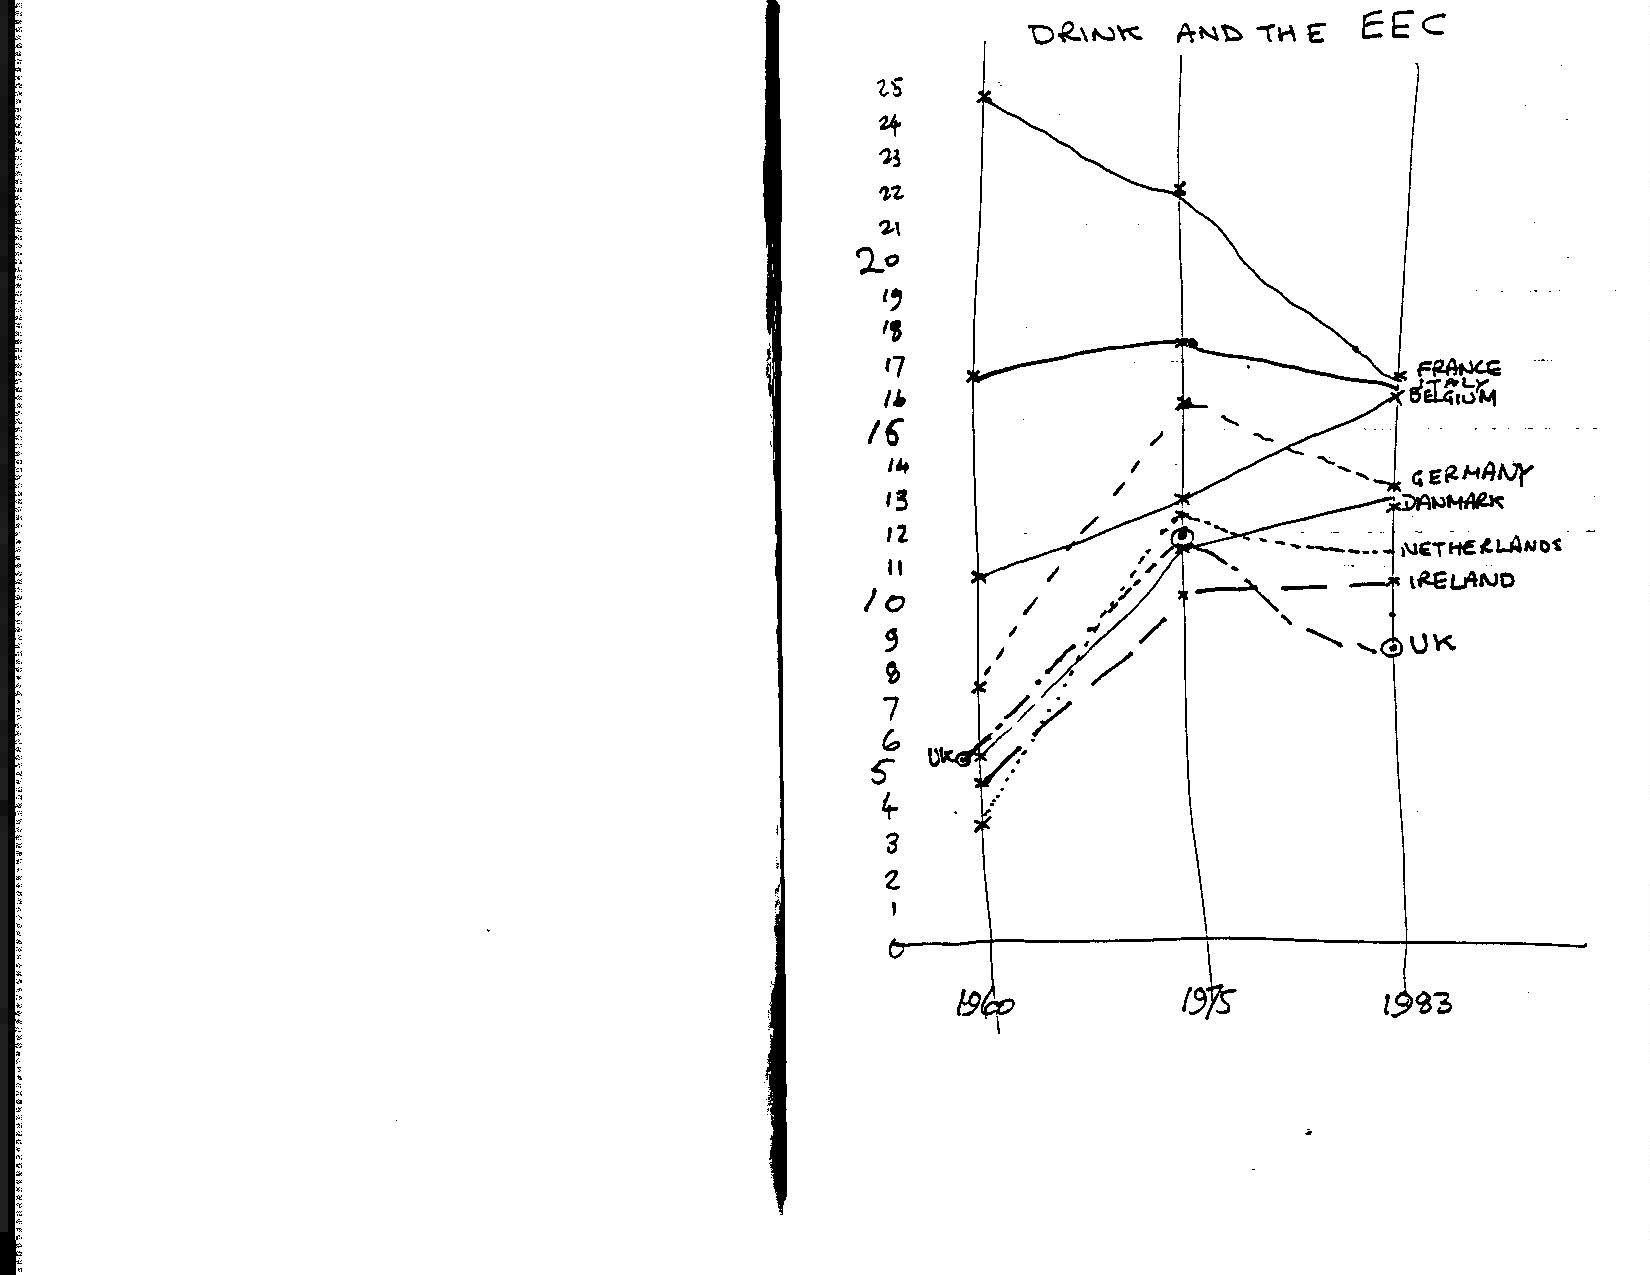 DRINK AND THE EEC
25
24
23
22
21
20
19
18
17
16
15
14
13
12
11
10
9
8
7
6
5
4
3
2
1
0
FRANCE
ITALY
BELGIUM
GERMANY
DANMARK
NETHERLANDS
IRELAND
UK
UK
1960 1975 1983